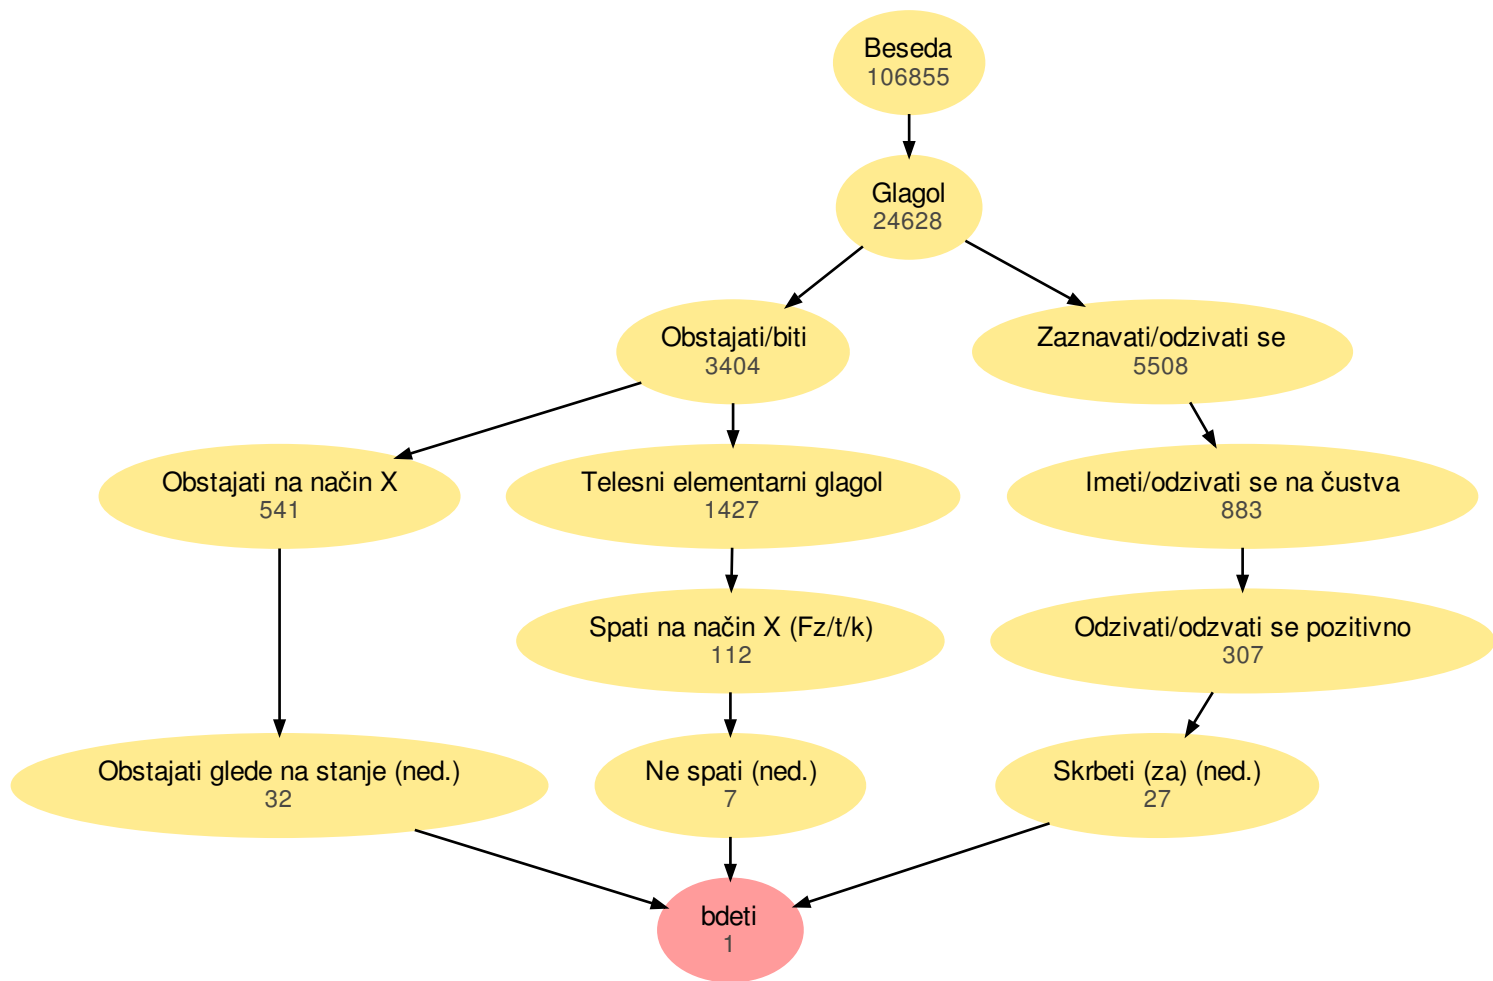 Beseda
106855
Glagol
24628
Obstajati/biti
3404
Zaznavati/odzivati se
5508
Obstajati na način X
541
Telesni elementarni glagol
1427
Imeti/odzivati se na čustva
883
Spati na način X (Fz/t/k)
112
Odzivati/odzvati se pozitivno
307
Obstajati glede na stanje (ned.)
32
Ne spati (ned.)
7
Skrbeti (za) (ned.)
27
bdeti
1